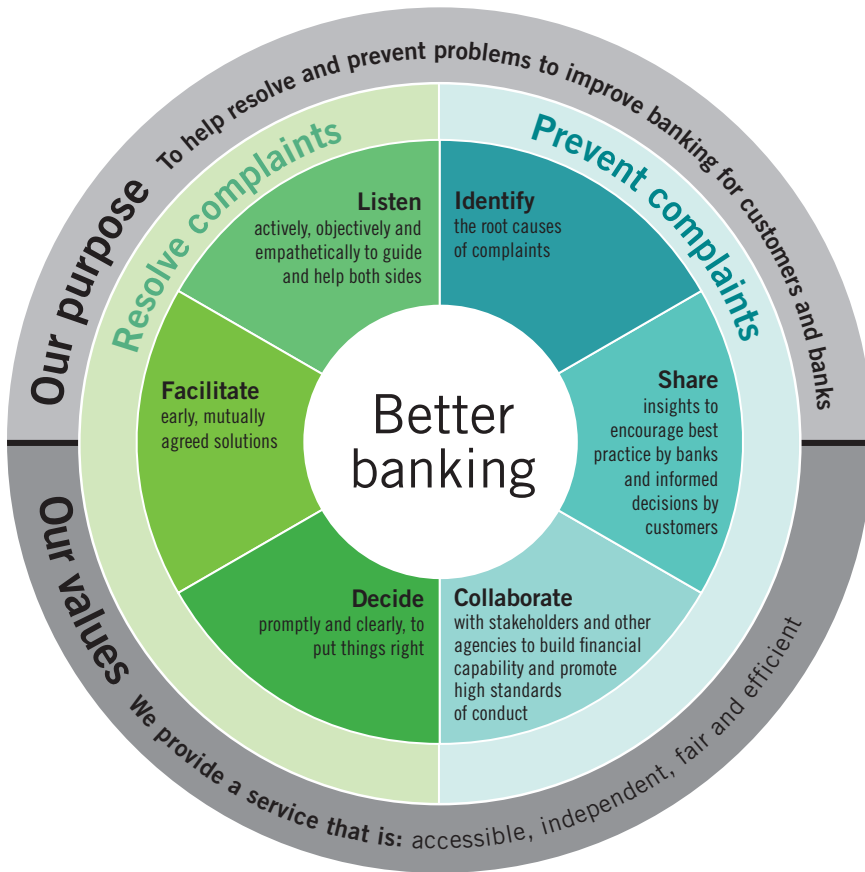 Our purpose To help resolve and prevent problems to improve banking for customers and banks
Resolve complaints
Prevent complaints
Listen
actively, objectively and
empathetically to guide
and help both sides
Identify
the root causes
of complaints
Facilitate
early, mutually
agreed solutions
Share
insights to
encourage best
practice by banks
and informed
decisions by
customers
Better
banking
Decide
promptly and clearly, to
put things right
Collaborate
with stakeholders and other
agencies to build financial
capability and promote
high standards
of conduct
Our values We provide a service that is: accessible, independent, fair and efficient